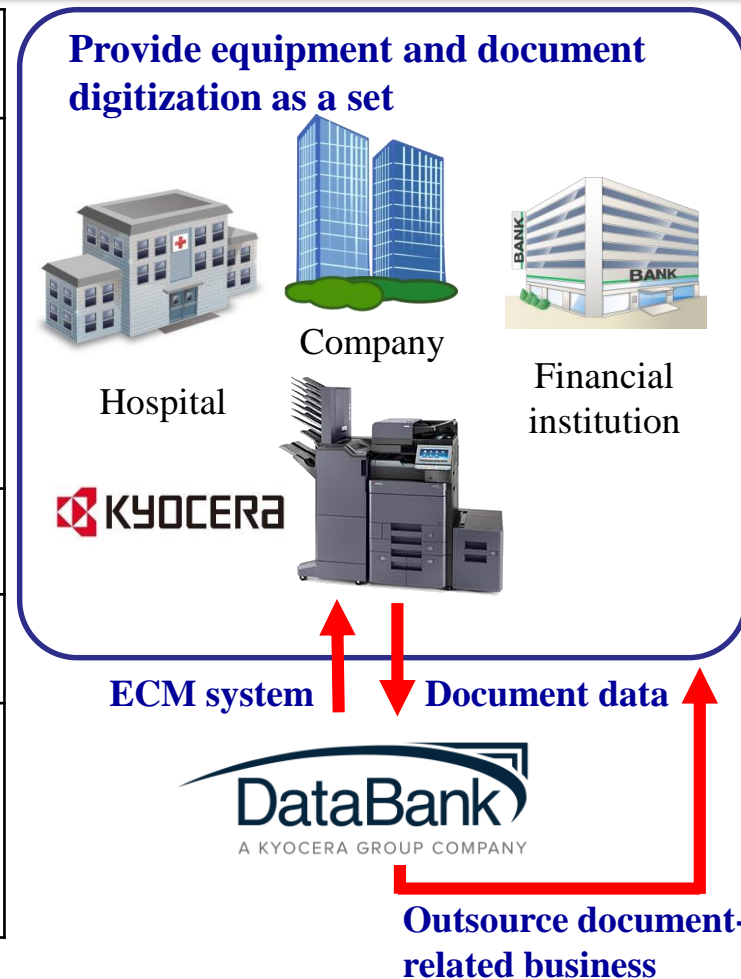 Provide equipment and document
digitization as a set
BANK
BANK
Company
Hospital
Financial
institution
KYOCERA
ECM system
Document data
DataBank
A KYOCERA GROUP COMPANY
Outsource document-
related business